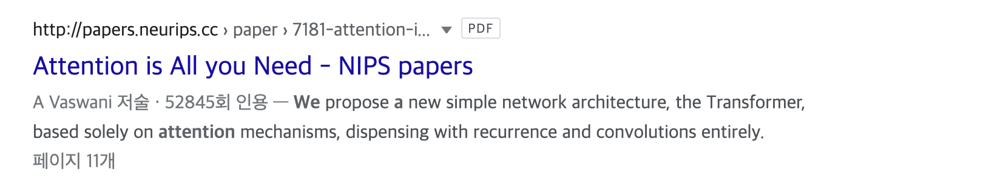 http://papers.neurips.cc › paper › 7181-attention-i... ▼ PDF
Attention is All you Need - NIPS papers
A Vaswani 저술 · 52845회 인용 — We propose a new simple network architecture, the Transformer,
based solely on attention mechanisms, dispensing with recurrence and convolutions entirely.
페이지 11개